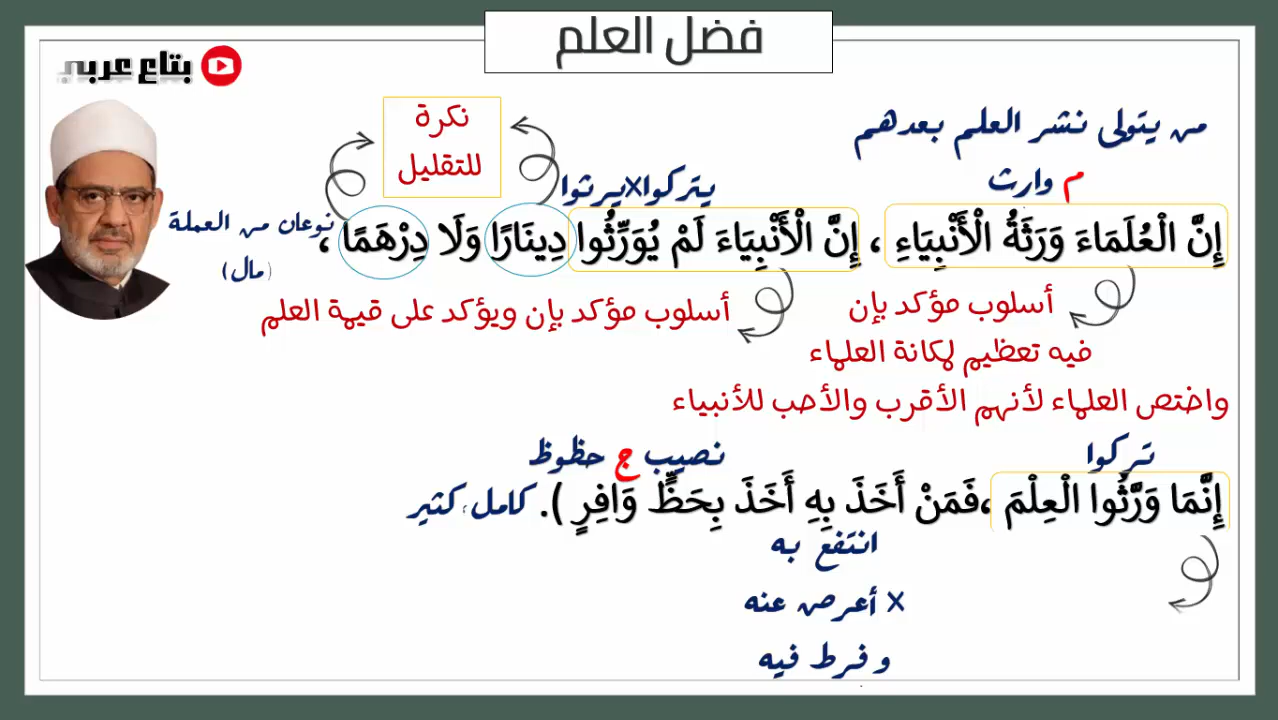 فضل العلم
بتاع عربي
نكرة
للتقليل
من يتولى نشر العلم بعدهم
م وارث
يتركوا×يرثوا
نوعان من العملة
(مال)
إِنَّ الْعُلَمَاءَ وَرَثَةُ الْأَنْبِيَاءِ ، إِنَّ الْأَنْبِيَاءَ لَمْ يُوَرِّثُوا دِينَارًا وَلَا دِرْهَمًا ،
أسلوب مؤكد بإن
فيه تعظيم لمكانة العلماء
واختص العلماء لأنهم الأقرب والأحب للأنبياء
أسلوب مؤكد بإن ويؤكد على قيمة العلم
تركوا
نصيب ج حظوظ
إِنَّمَا وَرَّثُوا الْعِلْمَ ،فَمَنْ أَخَذَ بِهِ أَخَذَ بِحَظٍّ وَافِرٍ ). كامل، كثير
انتفع به
× أعرض عنه
وفرط فيه